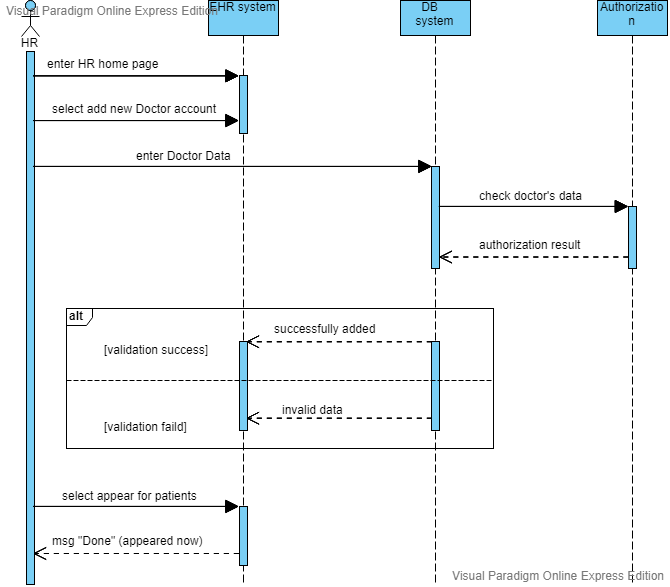 Visual Paradigm Online Express Edition
EHR system
DB
system
Authorizatio
n
HR
enter HR home page
select add new Doctor account
enter Doctor Data
check doctor's data
authorization result
alt
successfully added
[validation success]
invalid data
[validation faild]
select appear for patients
msg "Done" (appeared now)
Visual Paradigm Online Express Edition